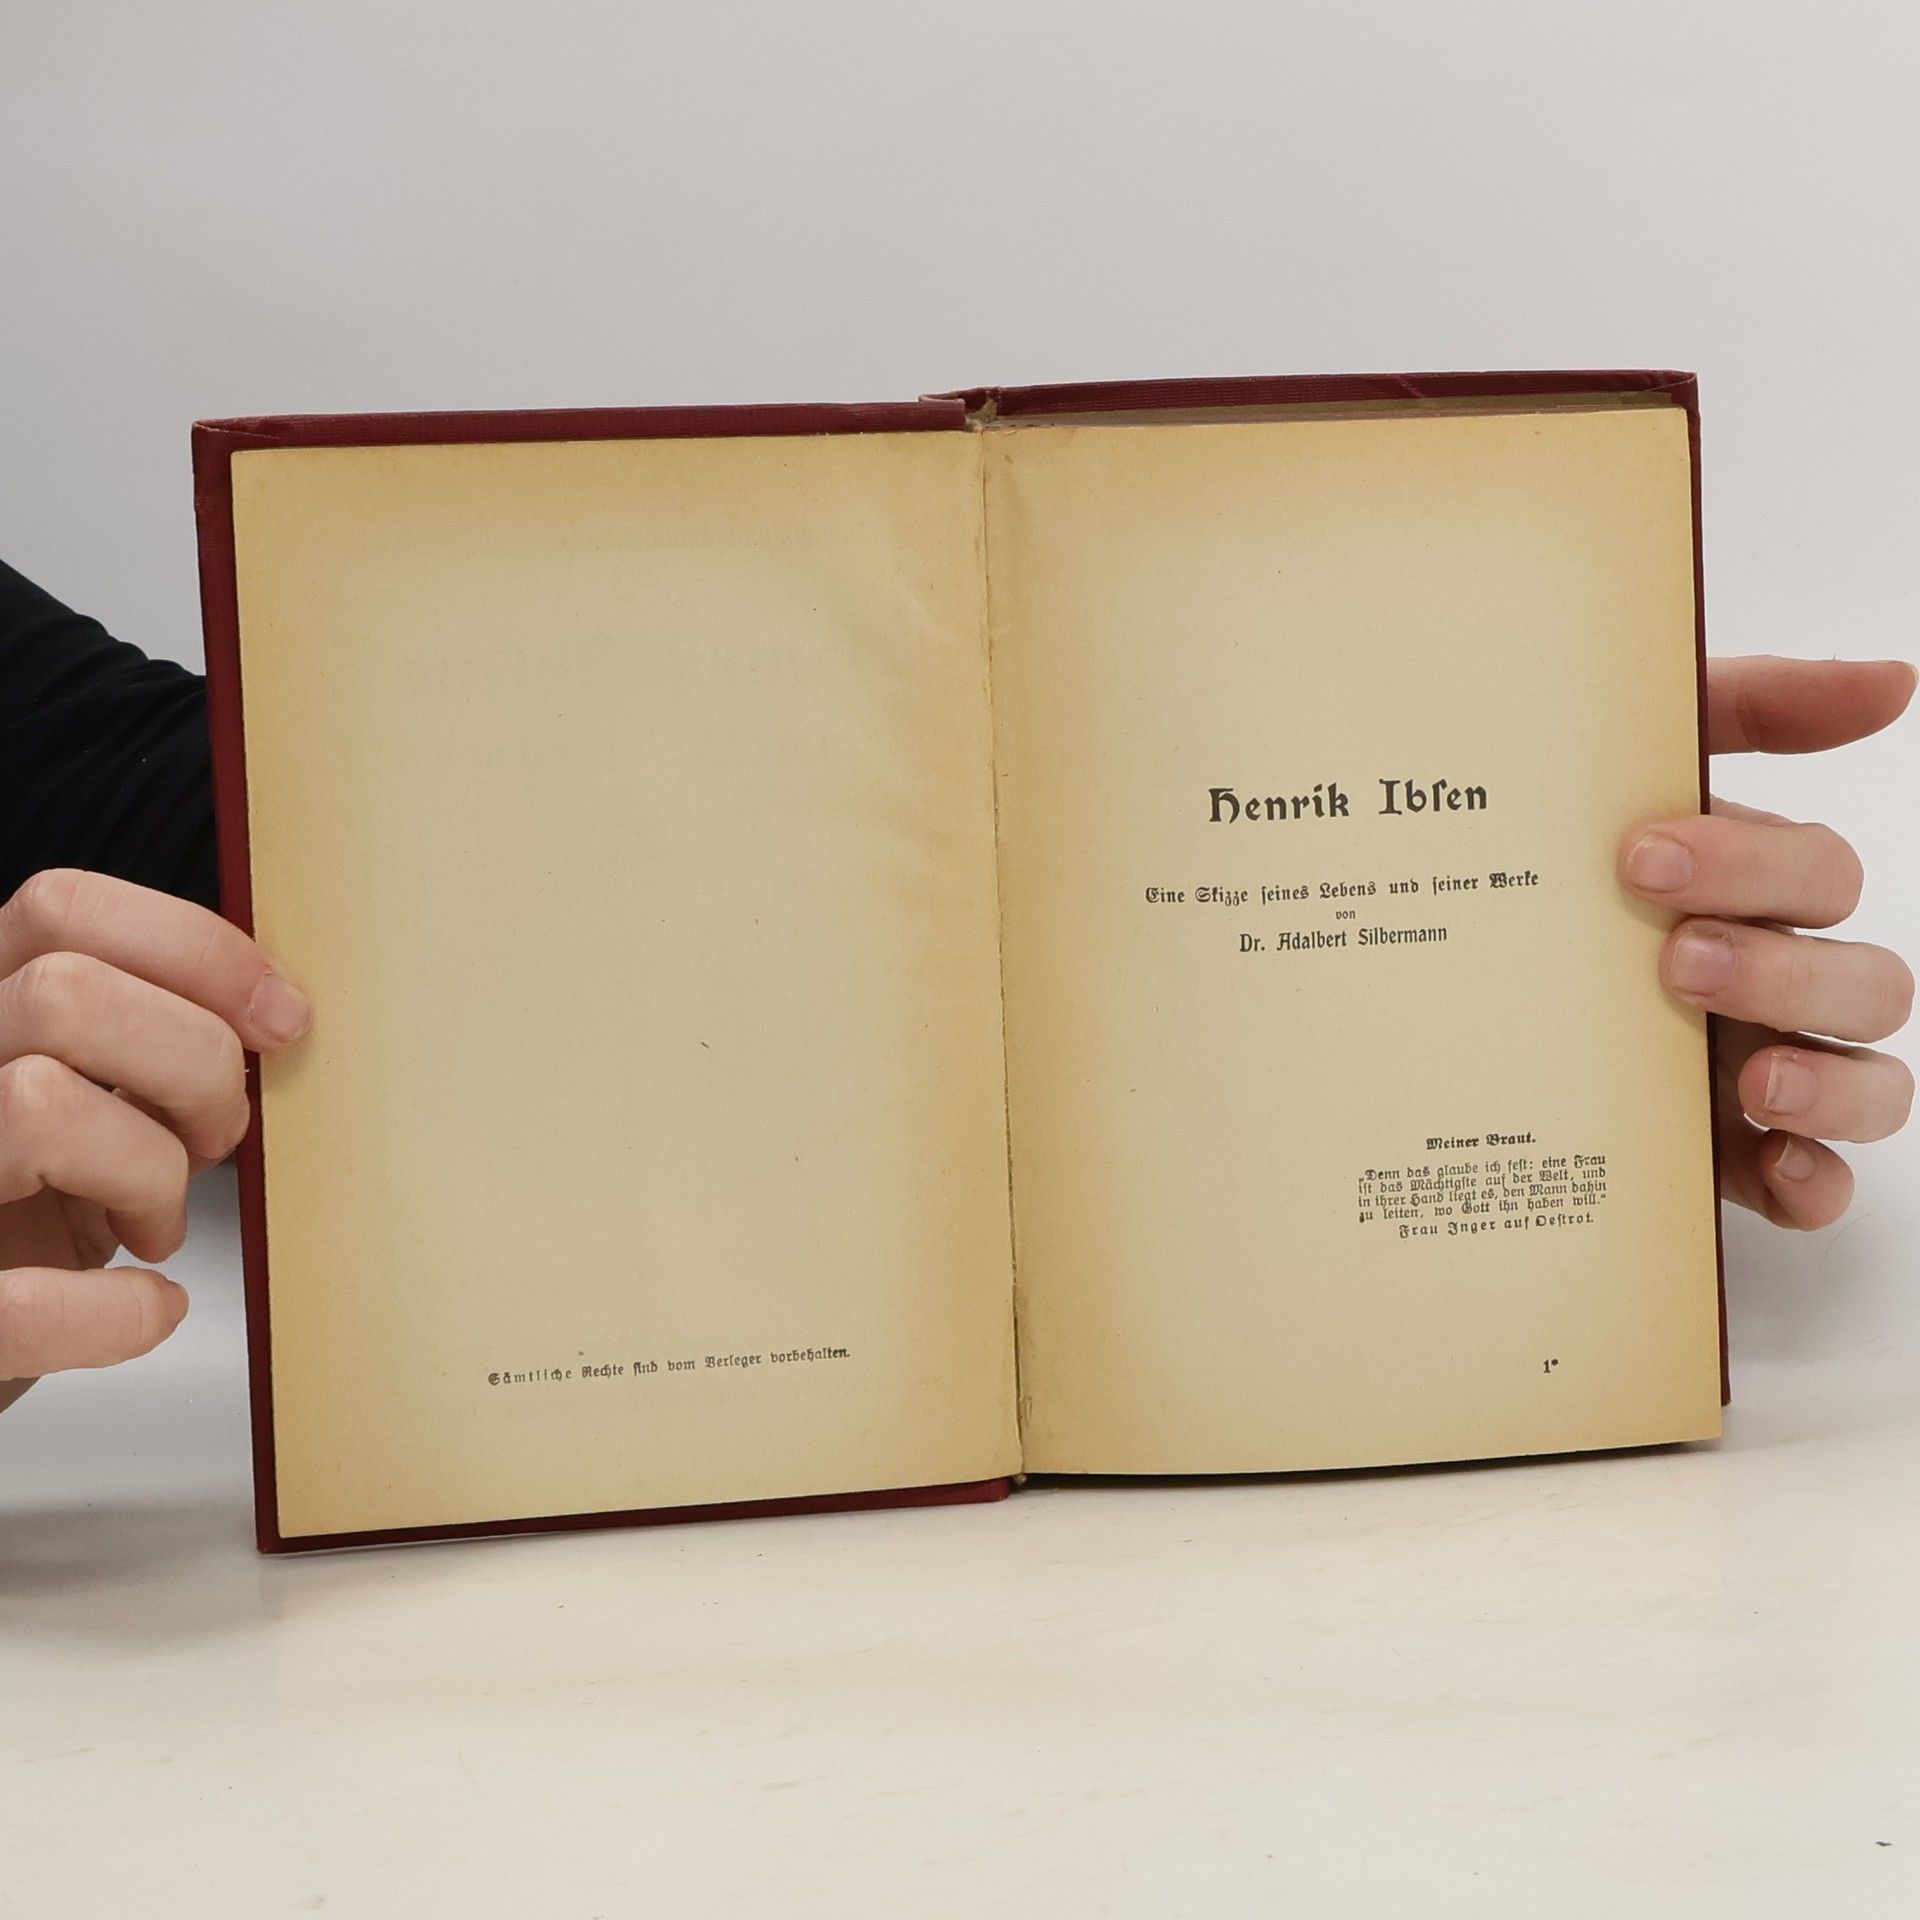 Sämtliche Rechte sind vom Verleger vorbehalten.
Henrik Ibſen
Eine Skizze ſeines Lebens und ſeiner Werke
von
Dr. Adalbert Silbermann
Meiner Braut.
„Denn das glaube ich feſt: eine Frau
iſt das Mächtigſte auf der Welt, und
in ihrer Hand liegt es, den Mann dahin
zu leiten, wo Gott ihn haben will.“
Frau Inger auf Oeſtrot.
1*